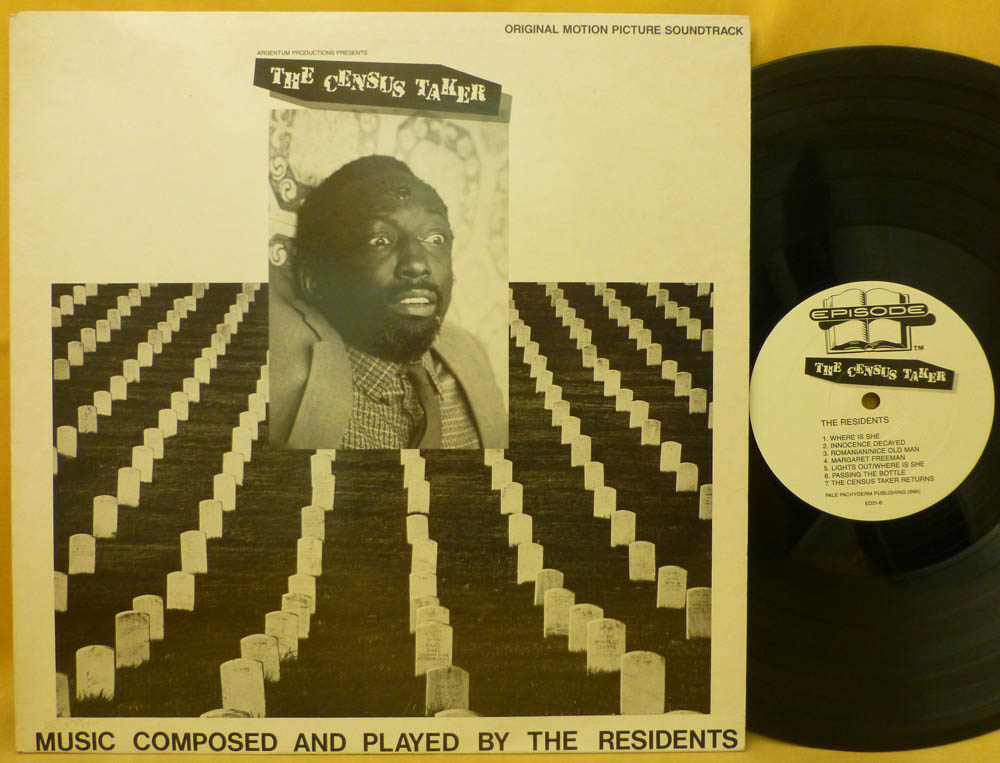 ORIGINAL MOTION PICTURE SOUNDTRACK
ARGENTUM PRODUCTIONS PRESENTS
THE CENSUS TAKER
MUSIC COMPOSED AND PLAYED BY THE RESIDENTS
EPISODE
TM
THE CENSUS TAKER
THE RESIDENTS
1. WHERE IS SHE
2. INNOCENCE DECAYED
3. ROMANIAN/NICE OLD MAN
4. MARGARET FREEMAN
5. LIGHTS OUT/WHERE IS SHE
6. PASSING THE BOTTLE
7. THE CENSUS TAKER RETURNS
PALE PACHYDERM PUBLISHING (BMI)
ED21-B